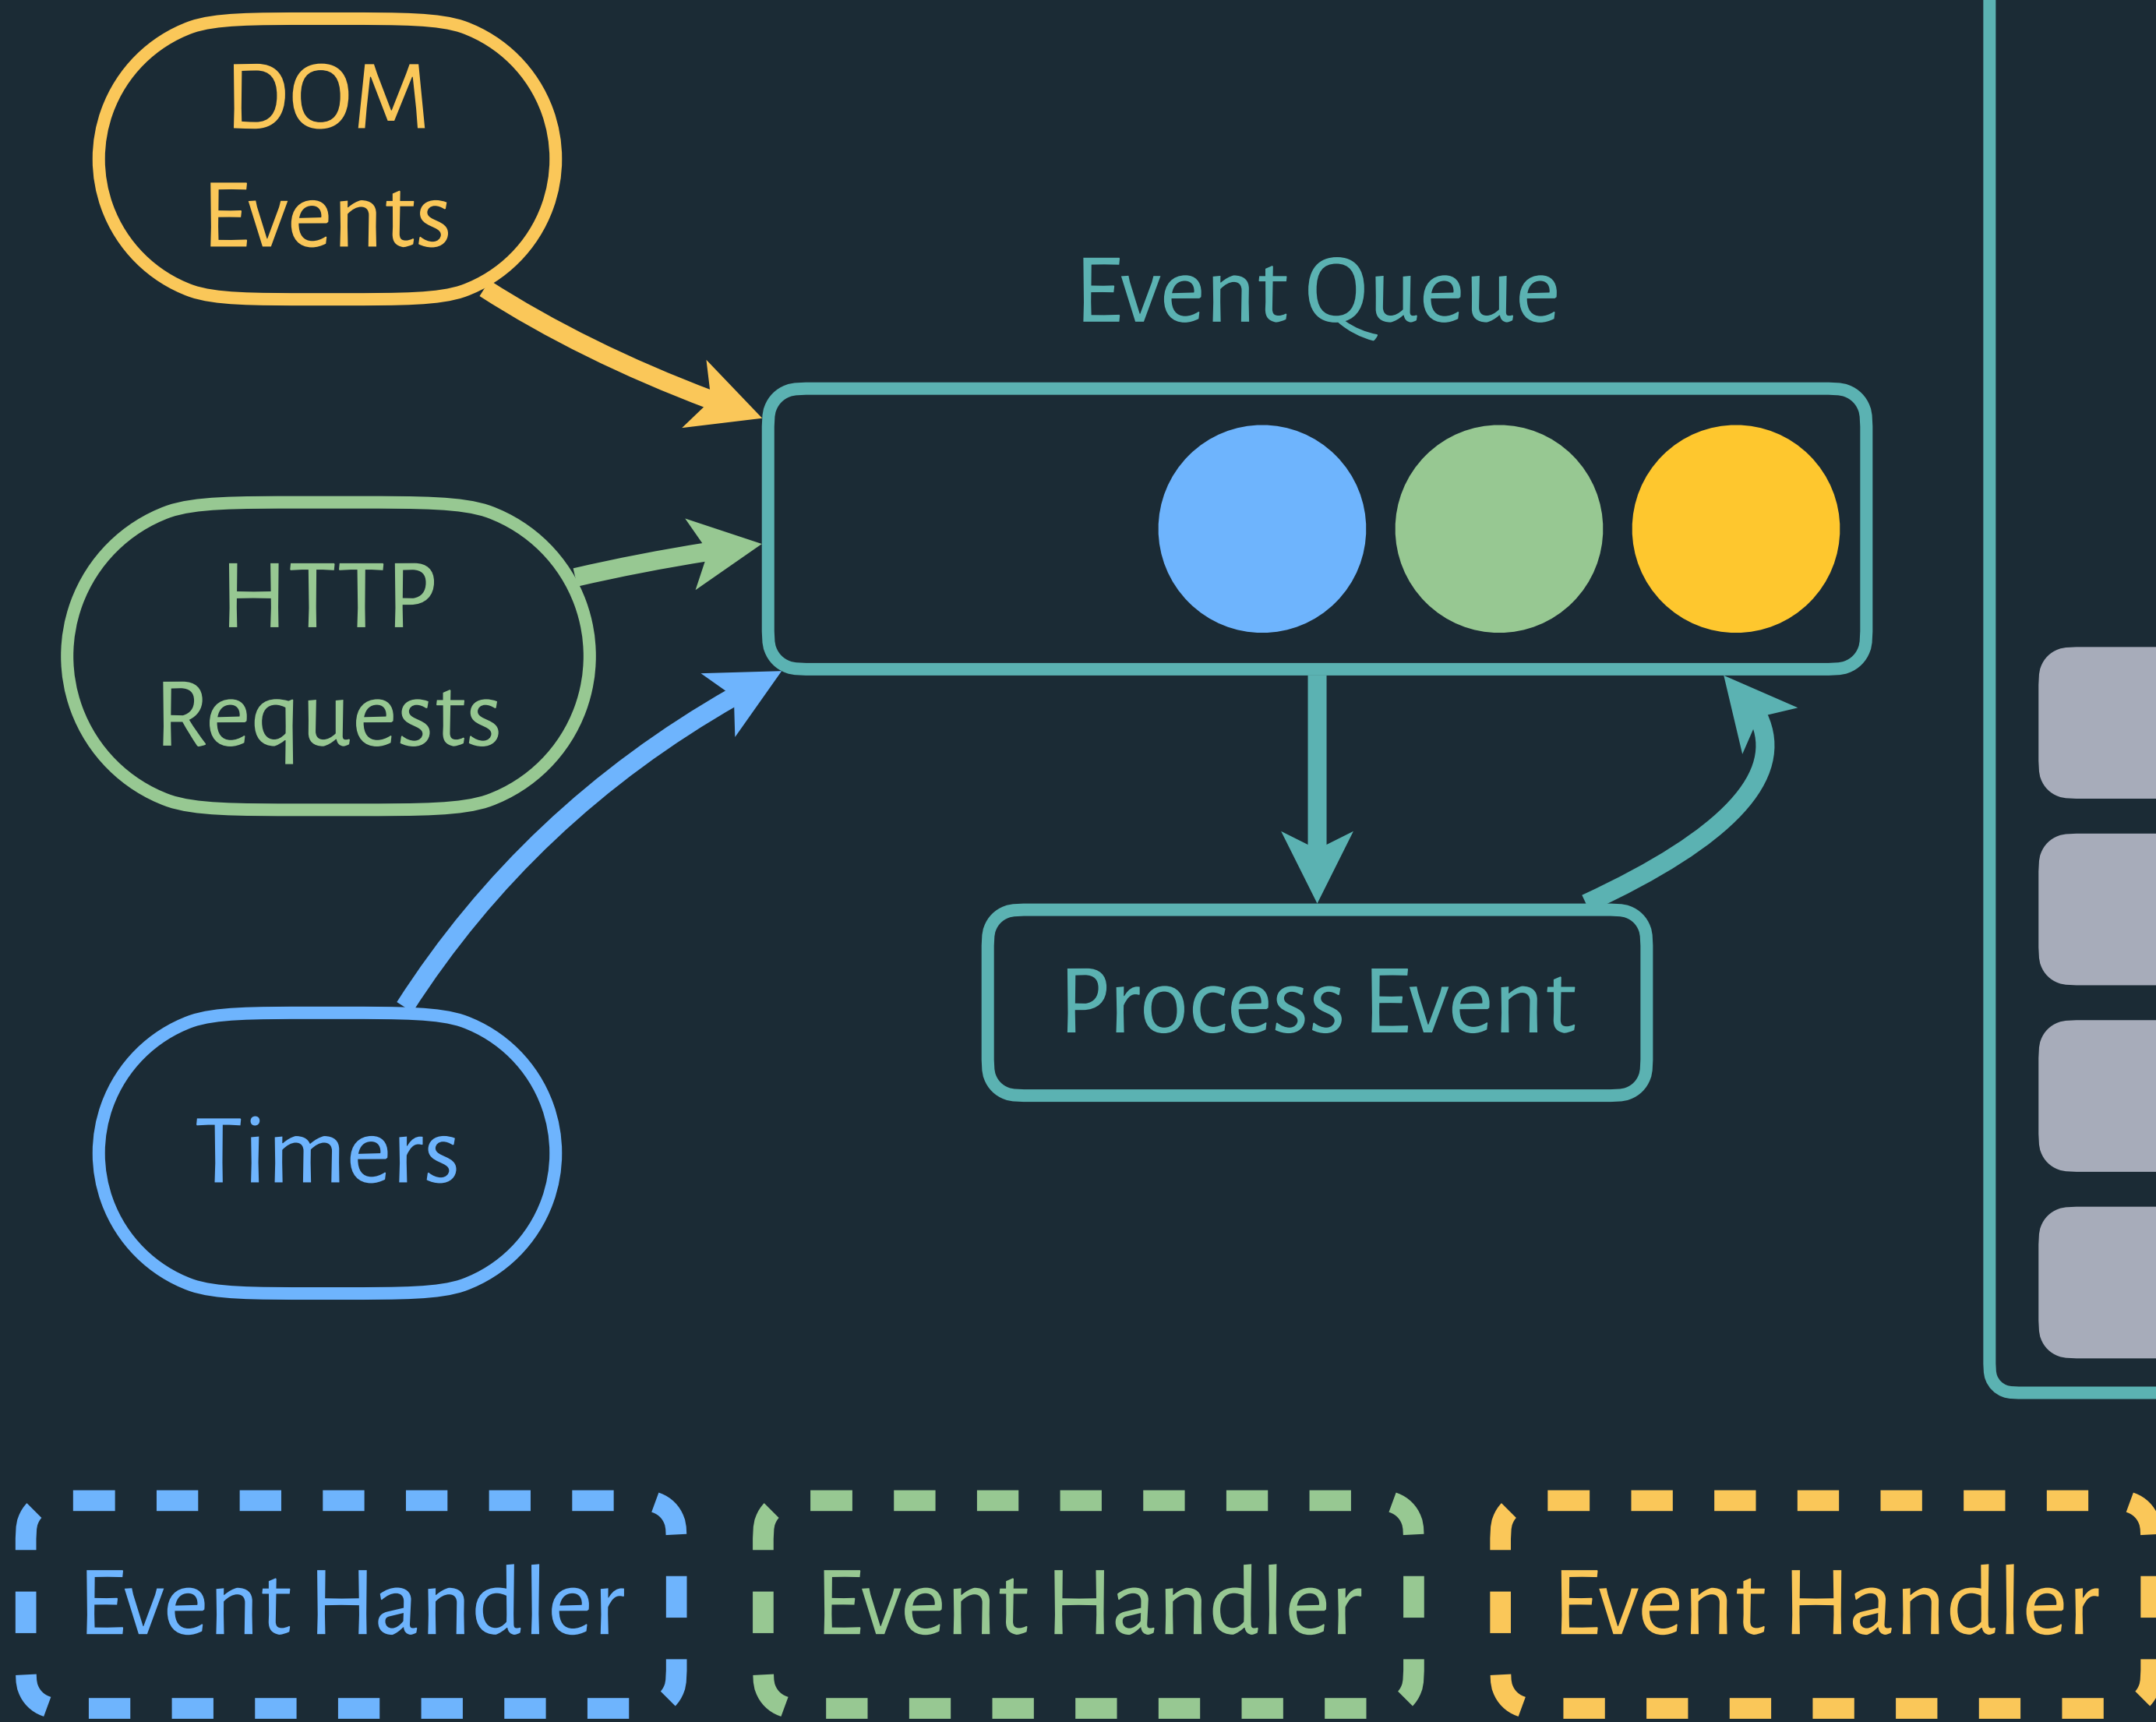 DOM
Events
Event Queue
HTTP
Requests
Process Event
Timers
Event Handler
Event Handler
Event Handler